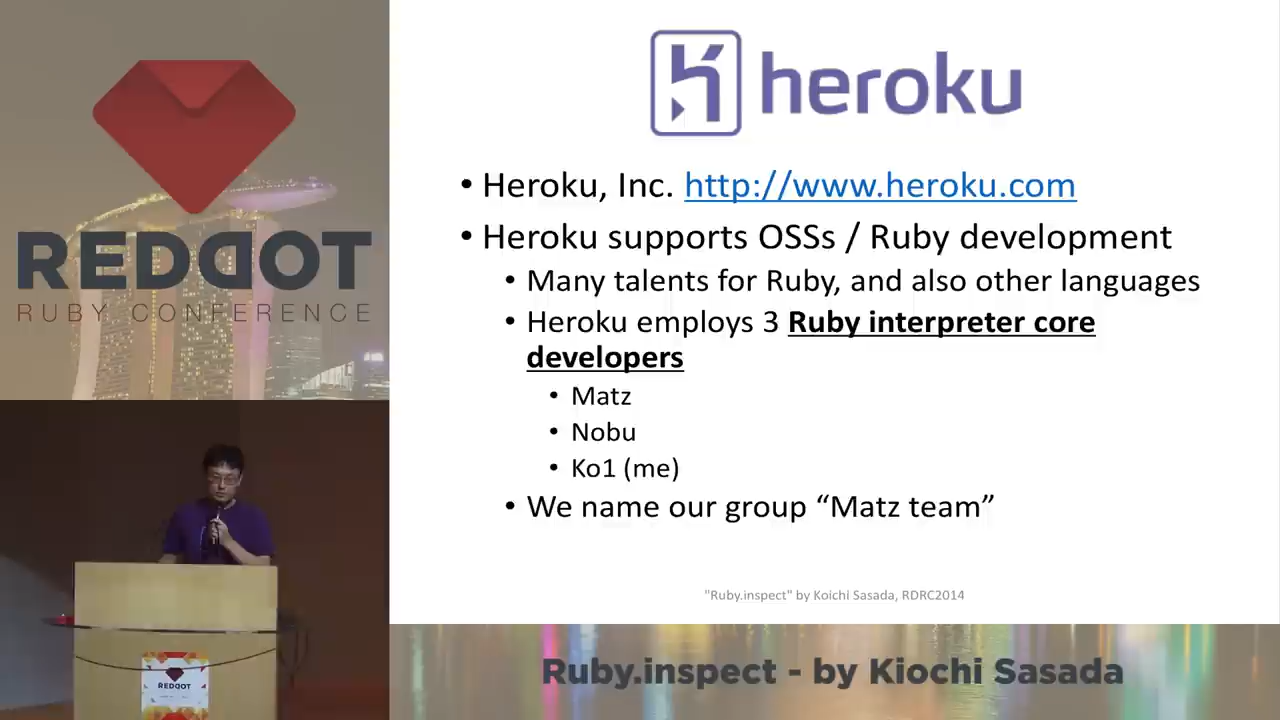 REDDOT
RUBY CONFERENCE
heroku
• Heroku, Inc. http://www.heroku.com
• Heroku supports OSSs / Ruby development
• Many talents for Ruby, and also other languages
• Heroku employs 3 Ruby interpreter core
developers
• Matz
• Nobu
• Ko1 (me)
• We name our group “Matz team”
"Ruby.inspect" by Koichi Sasada, RDRC2014
REDDOT
Ruby.inspect - by Kiochi Sasada